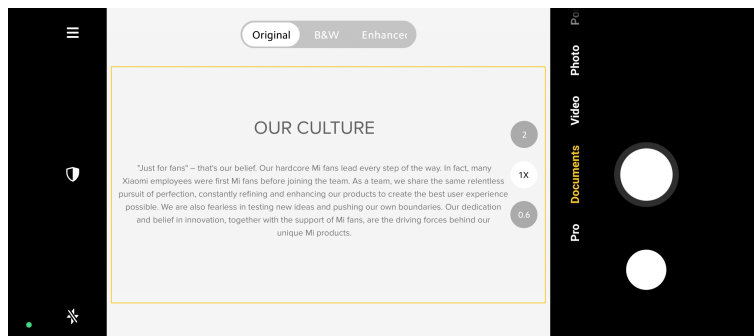 Original B&W Enhance
OUR CULTURE
"Just for fans" – that's our belief. Our hardcore Mi fans lead every step of the way. In fact, many
Xiaomi employees were first Mi fans before joining the team. As a team, we share the same relentless
pursuit of perfection, constantly refining and enhancing our products to create the best user experience
possible. We are also fearless in testing new ideas and pushing our own boundaries. Our dedication
and belief in innovation, together with the support of Mi fans, are the driving forces behind our
unique Mi products.
2
1X
0.6
Po
Photo
Video
Documents
Pro